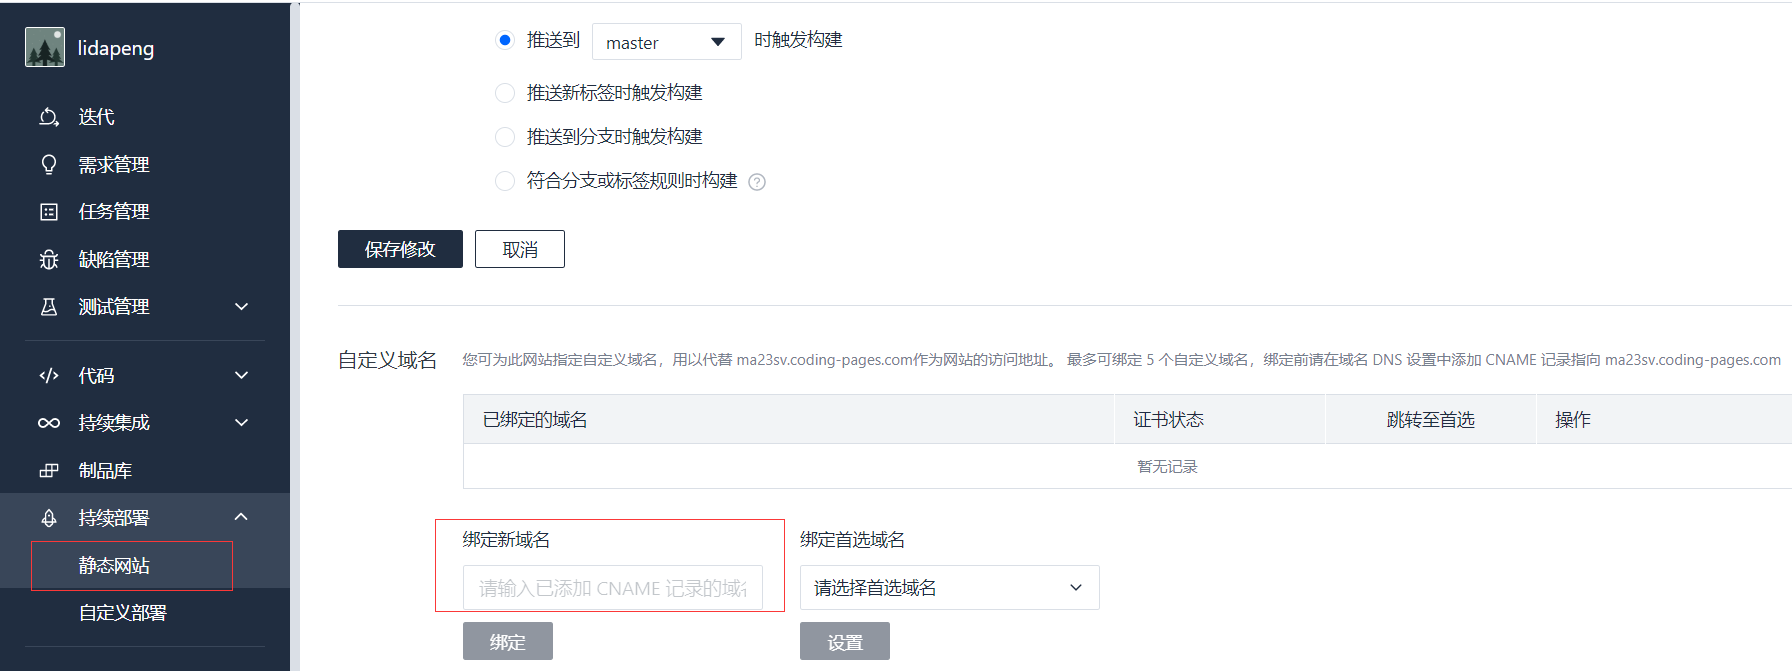 lidapeng
迭代
需求管理
任务管理
缺陷管理
测试管理
代码
持续集成
制品库
持续部署
静态网站
自定义部署
推送到 master 时触发构建
推送新标签时触发构建
推送到分支时触发构建
符合分支或标签规则时构建 ?
保存修改 取消
自定义域名 您可为此网站指定自定义域名，用以代替 ma23sv.coding-pages.com作为网站的访问地址。 最多可绑定 5 个自定义域名，绑定前请在域名 DNS 设置中添加 CNAME 记录指向 ma23sv.coding-pages.com
已绑定的域名 证书状态 跳转至首选 操作
暂无记录
绑定新域名 绑定首选域名
请输入已添加 CNAME 记录的域 请选择首选域名
绑定 设置